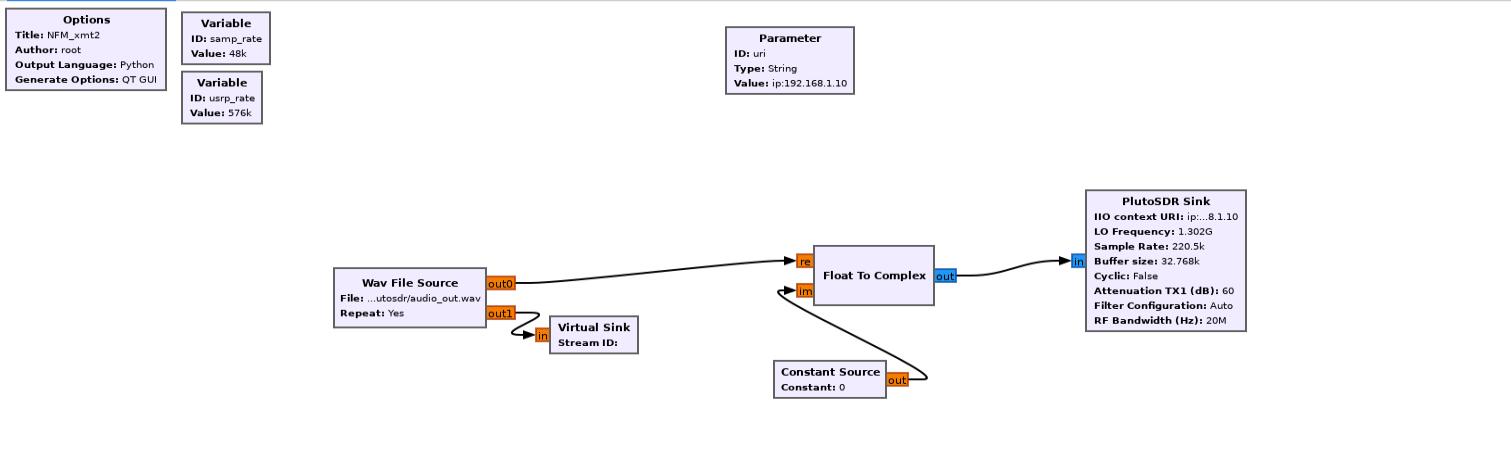 Options
Title: NFM_xmt2
Author: root
Output Language: Python
Generate Options: QT GUI
Variable
ID: samp_rate
Value: 48k
Variable
ID: usrp_rate
Value: 576k
Parameter
ID: uri
Type: String
Value: ip:192.168.1.10
Wav File Source
File: ...utosdr/audio_out.wav
Repeat: Yes
out0
out1
in
Virtual Sink
Stream ID:
Constant Source
Constant: 0
out
re
im
Float To Complex
out
in
PlutoSDR Sink
IIO context URI: ip:...8.1.10
LO Frequency: 1.302G
Sample Rate: 220.5k
Buffer size: 32.768k
Cyclic: False
Attenuation TX1 (dB): 60
Filter Configuration: Auto
RF Bandwidth (Hz): 20M